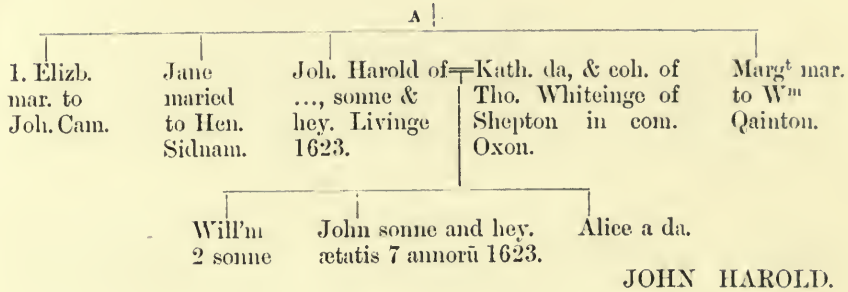 A
1. Elizb. mar. to Joh. Cam.
Jane maried to Hen. Sidnam.
Joh. Harold of ..., sonne & hey. Livinge 1623.
Kath. da, & coh. of Tho. Whiteinge of Shepton in com. Oxon.
Margᵗ mar. to Wᵐ Qainton.
Will'm 2 sonne
John sonne and hey. ætatis 7 annorū 1623.
Alice a da.
JOHN HAROLD.